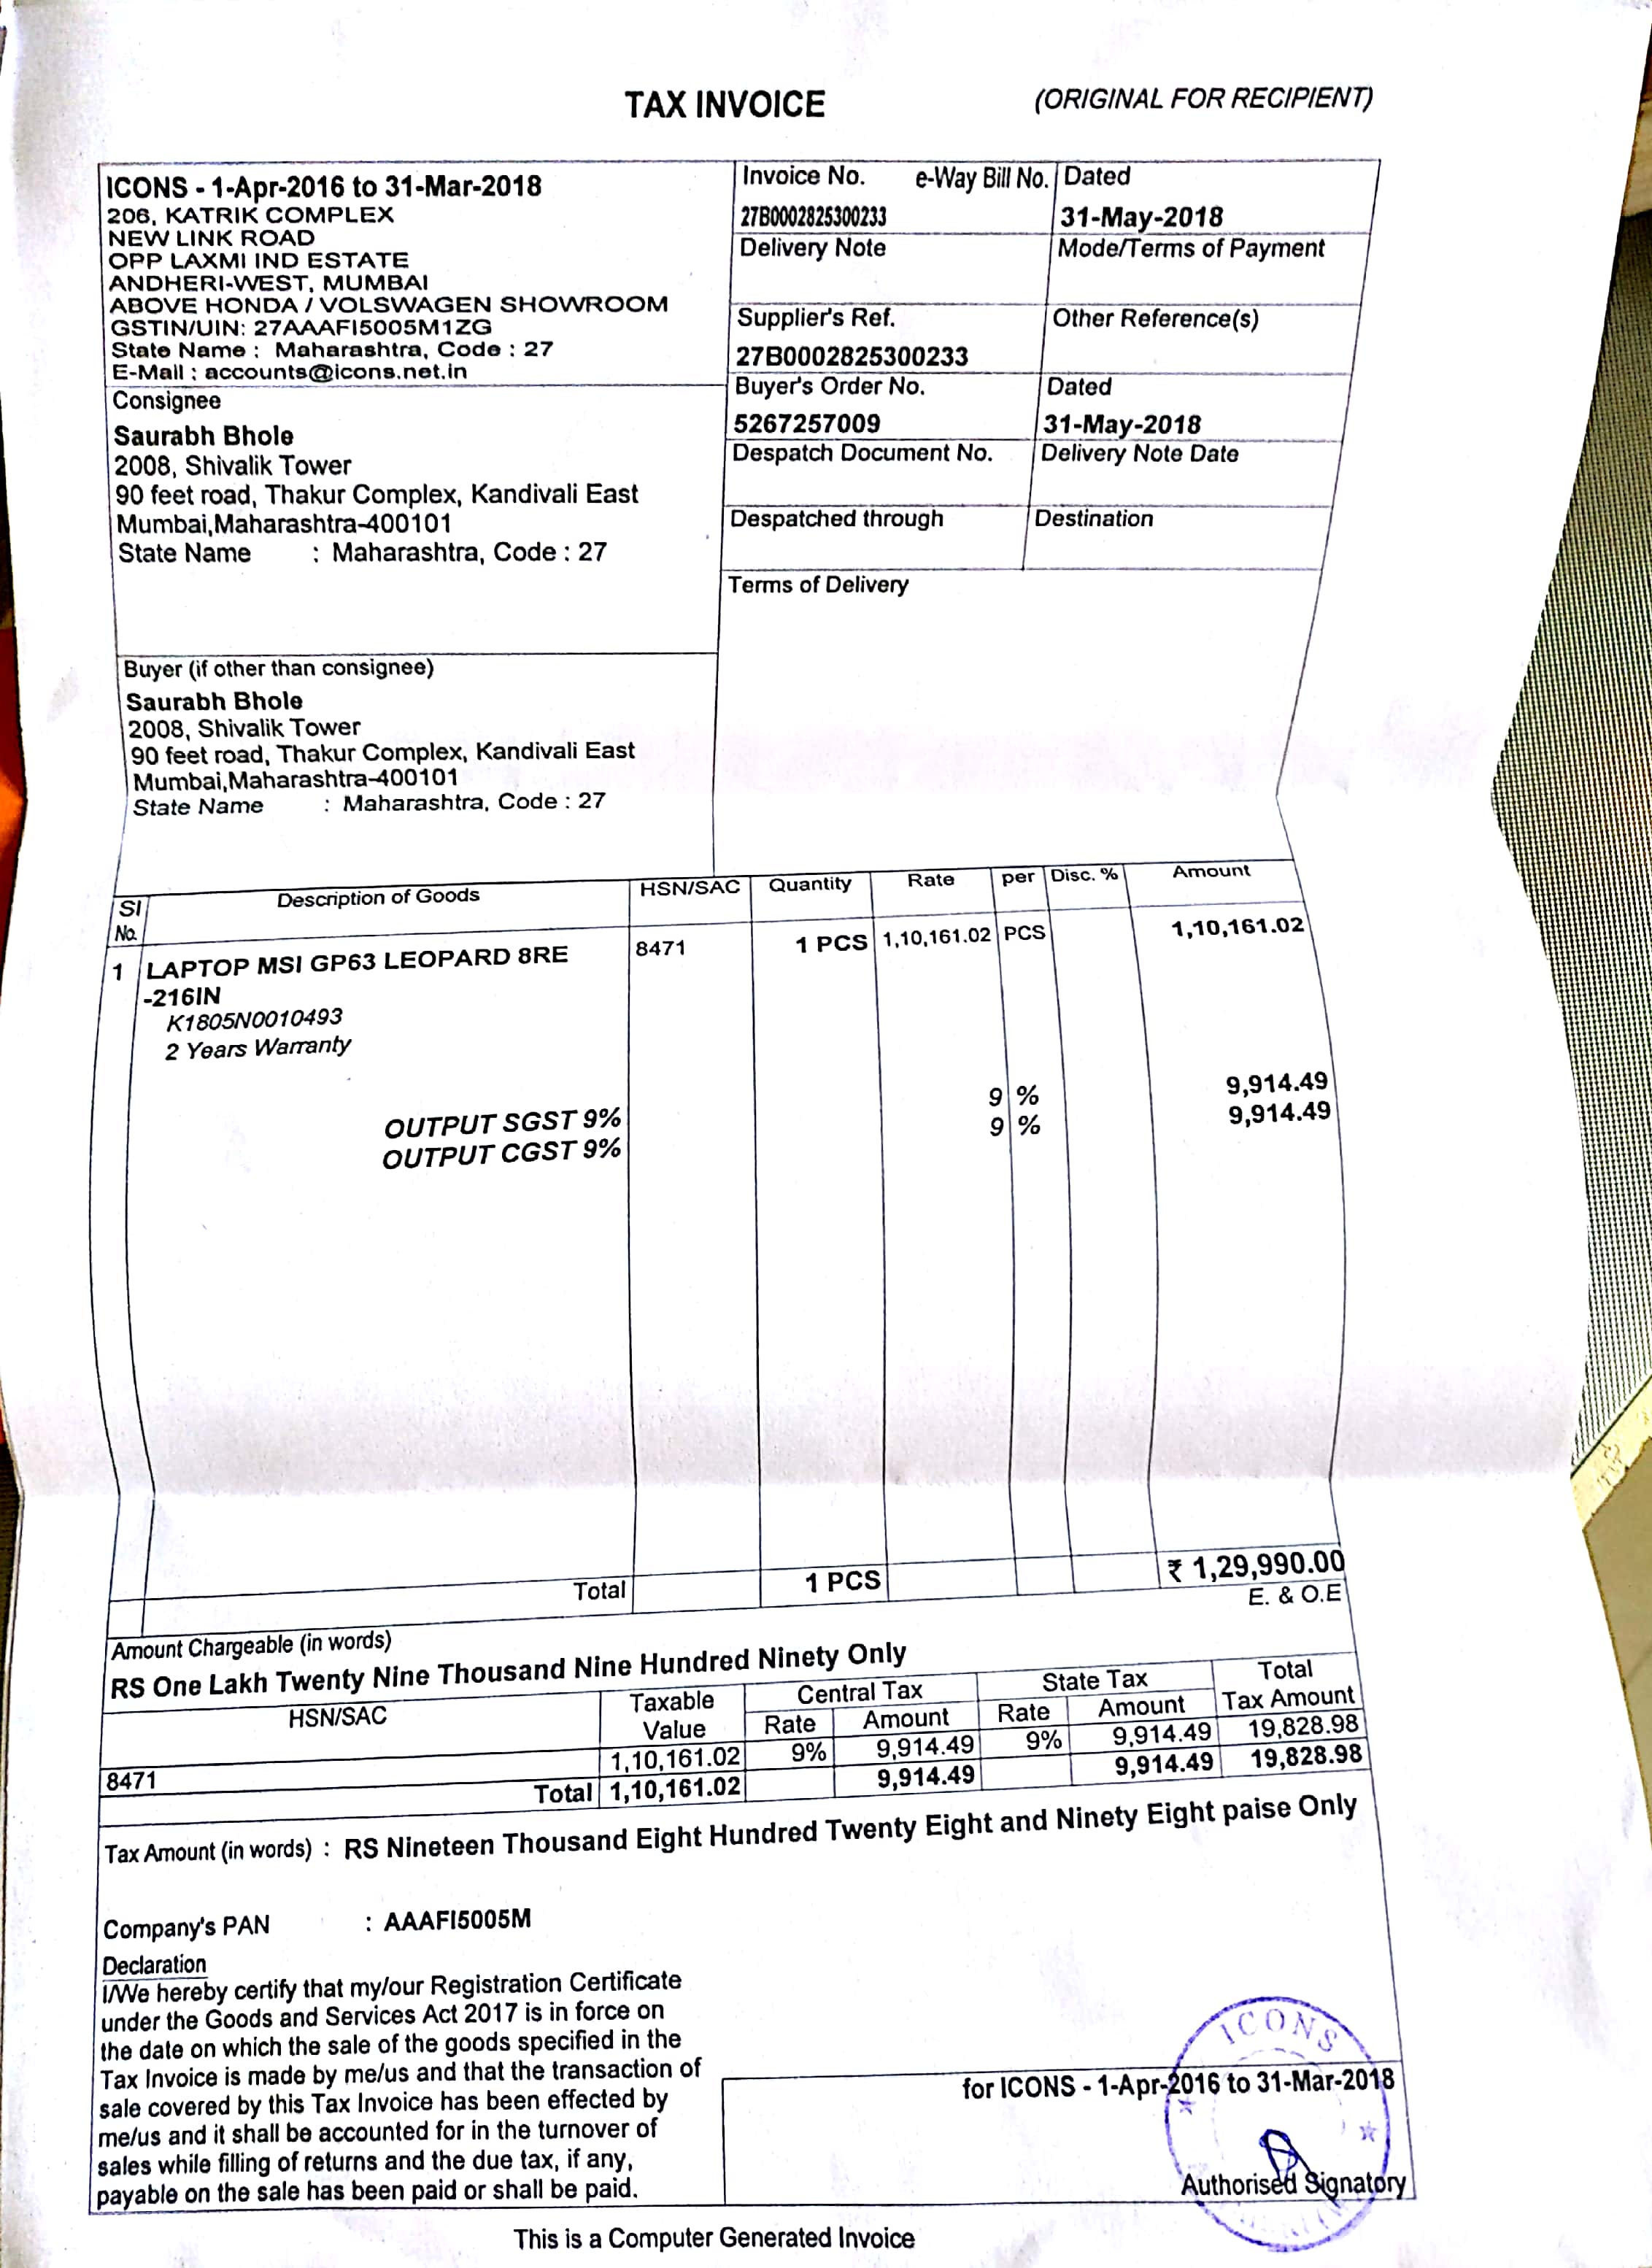 TAX INVOICE
(ORIGINAL FOR RECIPIENT)
ICONS - 1-Apr-2016 to 31-Mar-2018
206, KATRIK COMPLEX
NEW LINK ROAD
OPP LAXMI IND ESTATE
ANDHERI-WEST, MUMBAI
ABOVE HONDA / VOLSWAGEN SHOWROOM
GSTIN/UIN: 27AAAFI5005M1ZG
State Name : Maharashtra, Code : 27
E-Mail : accounts@icons.net.in
Invoice No. e-Way Bill No. Dated
27B0002825300233 31-May-2018
Delivery Note Mode/Terms of Payment
Supplier's Ref. Other Reference(s)
27B0002825300233
Buyer's Order No. Dated
5267257009 31-May-2018
Despatch Document No. Delivery Note Date
Despatched through Destination
Terms of Delivery
Consignee
Saurabh Bhole
2008, Shivalik Tower
90 feet road, Thakur Complex, Kandivali East
Mumbai,Maharashtra-400101
State Name : Maharashtra, Code : 27
Buyer (if other than consignee)
Saurabh Bhole
2008, Shivalik Tower
90 feet road, Thakur Complex, Kandivali East
Mumbai,Maharashtra-400101
State Name : Maharashtra, Code : 27
Sl No. Description of Goods HSN/SAC Quantity Rate per Disc. % Amount
1 LAPTOP MSI GP63 LEOPARD 8RE 8471 1 PCS 1,10,161.02 PCS 1,10,161.02
-216IN
K1805N0010493
2 Years Warranty
OUTPUT SGST 9% 9 % 9,914.49
OUTPUT CGST 9% 9 % 9,914.49
Total 1 PCS ₹ 1,29,990.00
E. & O.E
Amount Chargeable (in words)
RS One Lakh Twenty Nine Thousand Nine Hundred Ninety Only
HSN/SAC Taxable Value Central Tax State Tax Total Tax Amount
Rate Amount Rate Amount
8471 1,10,161.02 9% 9,914.49 9% 9,914.49 19,828.98
Total 1,10,161.02 9,914.49 9,914.49 19,828.98
Tax Amount (in words) : RS Nineteen Thousand Eight Hundred Twenty Eight and Ninety Eight paise Only
Company's PAN : AAAFI5005M
Declaration
I/We hereby certify that my/our Registration Certificate
under the Goods and Services Act 2017 is in force on
the date on which the sale of the goods specified in the
Tax Invoice is made by me/us and that the transaction of
sale covered by this Tax Invoice has been effected by
me/us and it shall be accounted for in the turnover of
sales while filling of returns and the due tax, if any,
payable on the sale has been paid or shall be paid.
ICONS
for ICONS - 1-Apr-2016 to 31-Mar-2018
Authorised Signatory
This is a Computer Generated Invoice